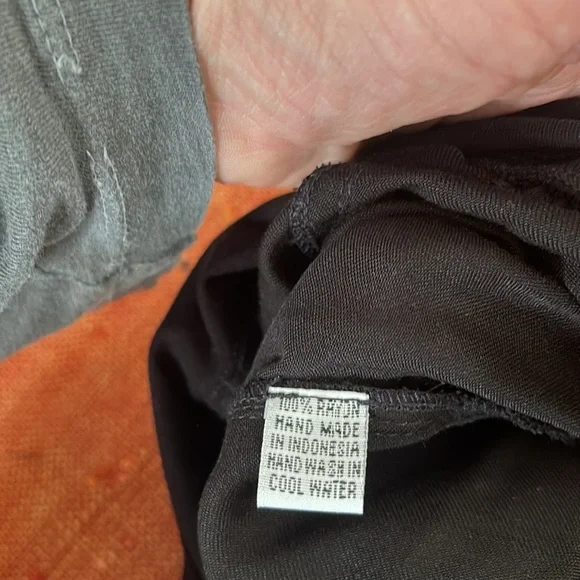 100% RAYON
HAND MADE
IN INDONESIA
HAND WASH IN
COOL WATER